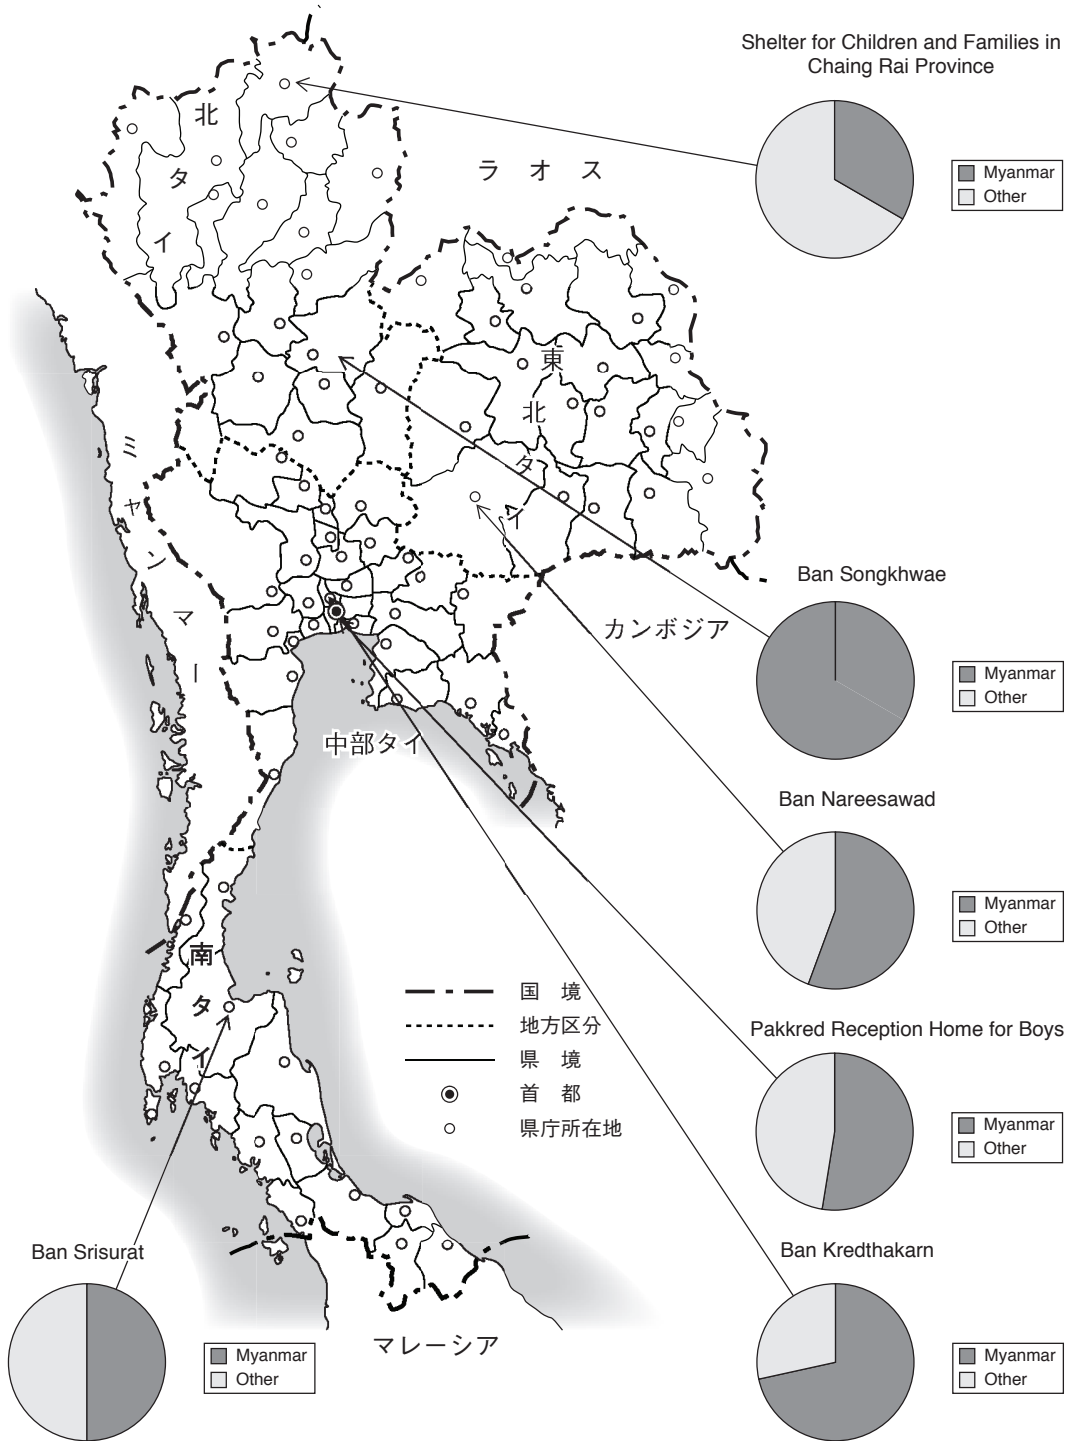 Shelter for Children and Families in
Chaing Rai Province
Myanmar
Other
北タイ
ラオス
東北タイ
ミャンマー
Ban Songkhwae
カンボジア
Myanmar
Other
中部タイ
Ban Nareesawad
Myanmar
Other
南タイ
国境
地方区分
県境
首都
県庁所在地
Pakkred Reception Home for Boys
Myanmar
Other
Ban Srisurat
Myanmar
Other
マレーシア
Ban Kredthakarn
Myanmar
Other